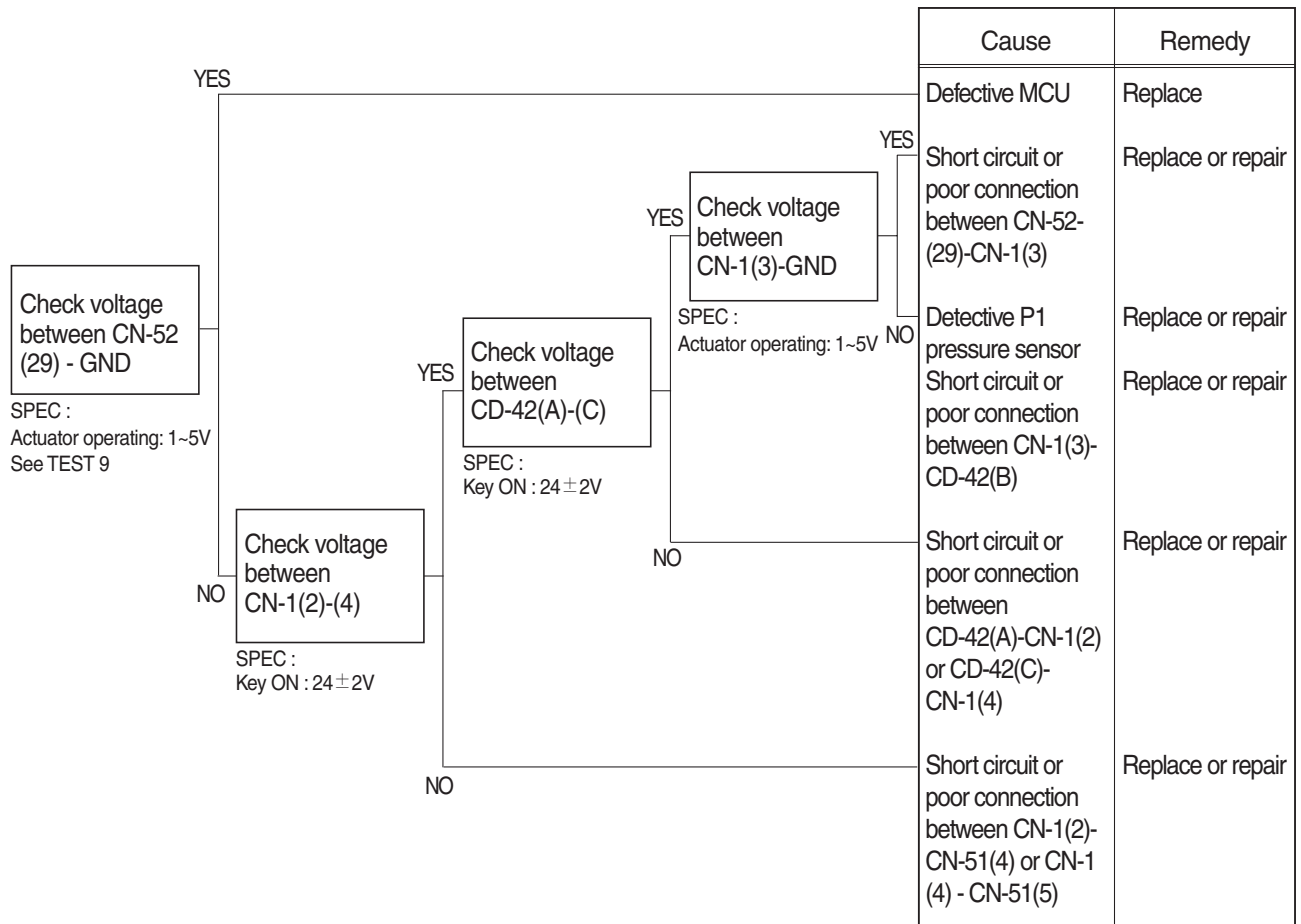 Cause
Remedy
YES
Defective MCU
Replace
YES
Short circuit or
poor connection
between CN-52-
(29)-CN-1(3)
Replace or repair
YES
Check voltage
between
CN-1(3)-GND
SPEC :
Actuator operating: 1~5V
NO
Detective P1
pressure sensor
Replace or repair
Short circuit or
poor connection
between CN-1(3)-
CD-42(B)
Replace or repair
Check voltage
between CN-52
(29) - GND
SPEC :
Actuator operating: 1~5V
See TEST 9
YES
Check voltage
between
CD-42(A)-(C)
SPEC :
Key ON : 24±2V
NO
Short circuit or
poor connection
between
CD-42(A)-CN-1(2)
or CD-42(C)-
CN-1(4)
Replace or repair
NO
Check voltage
between
CN-1(2)-(4)
SPEC :
Key ON : 24±2V
NO
Short circuit or
poor connection
between CN-1(2)-
CN-51(4) or CN-1
(4) - CN-51(5)
Replace or repair